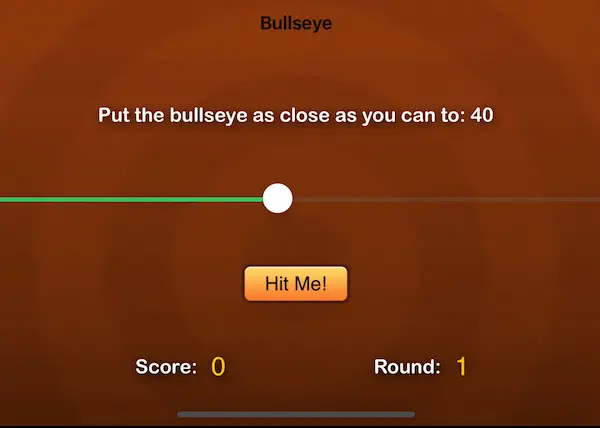 Bullseye
Put the bullseye as close as you can to: 40
Hit Me!
Score: 0 Round: 1